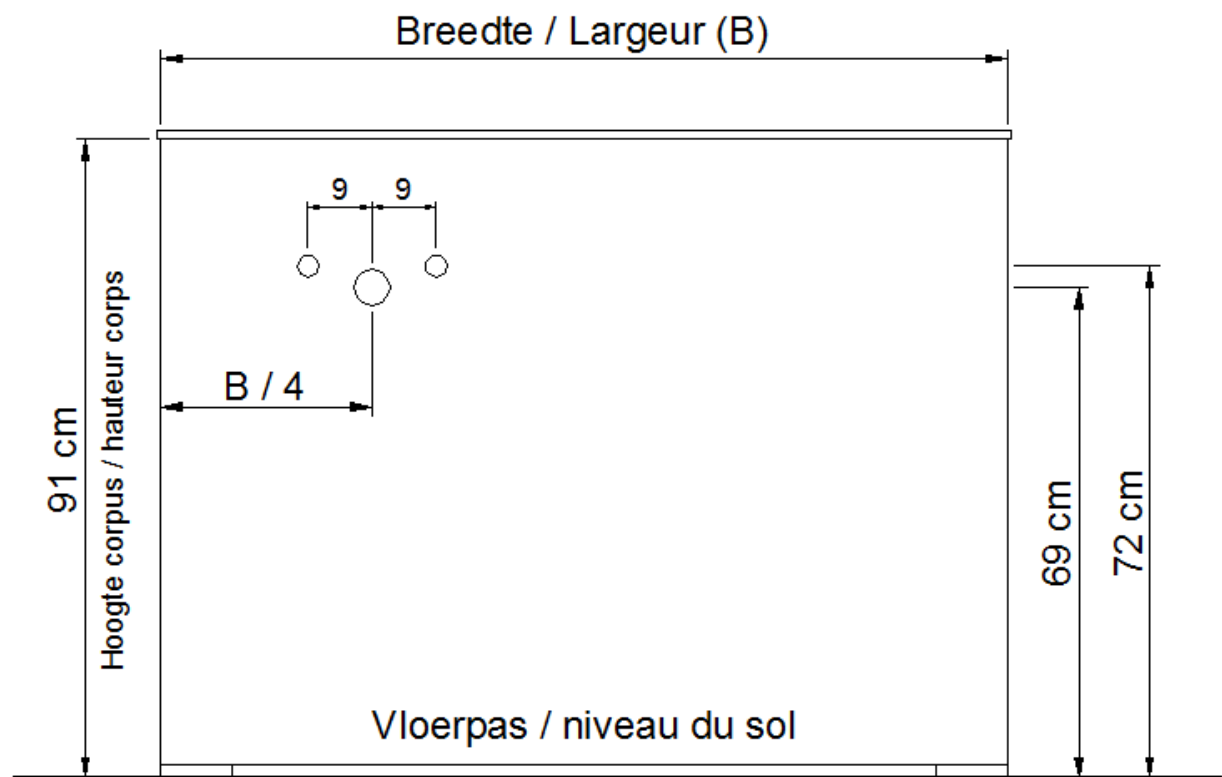 Breedte / Largeur (B)
9
9
B / 4
91 cm
Hoogte corpus / hauteur corps
69 cm
72 cm
Vloerpas / niveau du sol